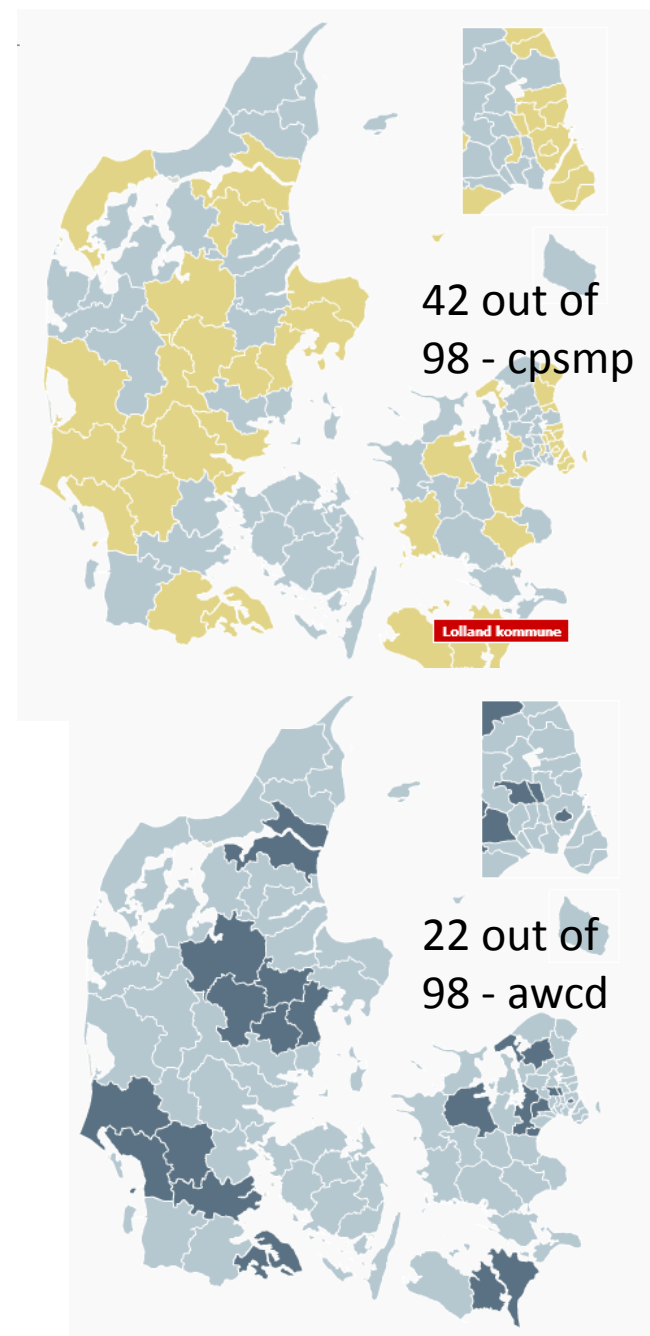 42 out of
98 - cpsmp
Lolland kommune
22 out of
98 - awcd